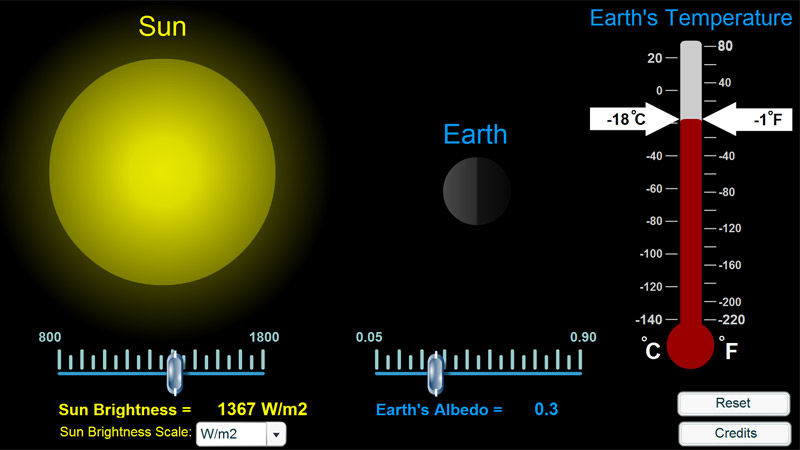 Sun
Earth's Temperature
20
80
0
40
-18°C
-1°F
Earth
-40
-40
-60
-80
-80
-120
-100
-160
-120
-200
-140
-220
°C
°F
800
1800
0.05
0.90
Sun Brightness = 1367 W/m2
Earth's Albedo = 0.3
Sun Brightness Scale: W/m2
Reset
Credits